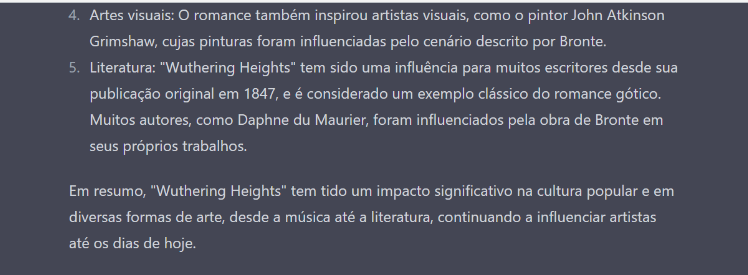 4. Artes visuais: O romance também inspirou artistas visuais, como o pintor John Atkinson
Grimshaw, cujas pinturas foram influenciadas pelo cenário descrito por Bronte.
5. Literatura: "Wuthering Heights" tem sido uma influência para muitos escritores desde sua
publicação original em 1847, e é considerado um exemplo clássico do romance gótico.
Muitos autores, como Daphne du Maurier, foram influenciados pela obra de Bronte em
seus próprios trabalhos.
Em resumo, "Wuthering Heights" tem tido um impacto significativo na cultura popular e em
diversas formas de arte, desde a música até a literatura, continuando a influenciar artistas
até os dias de hoje.